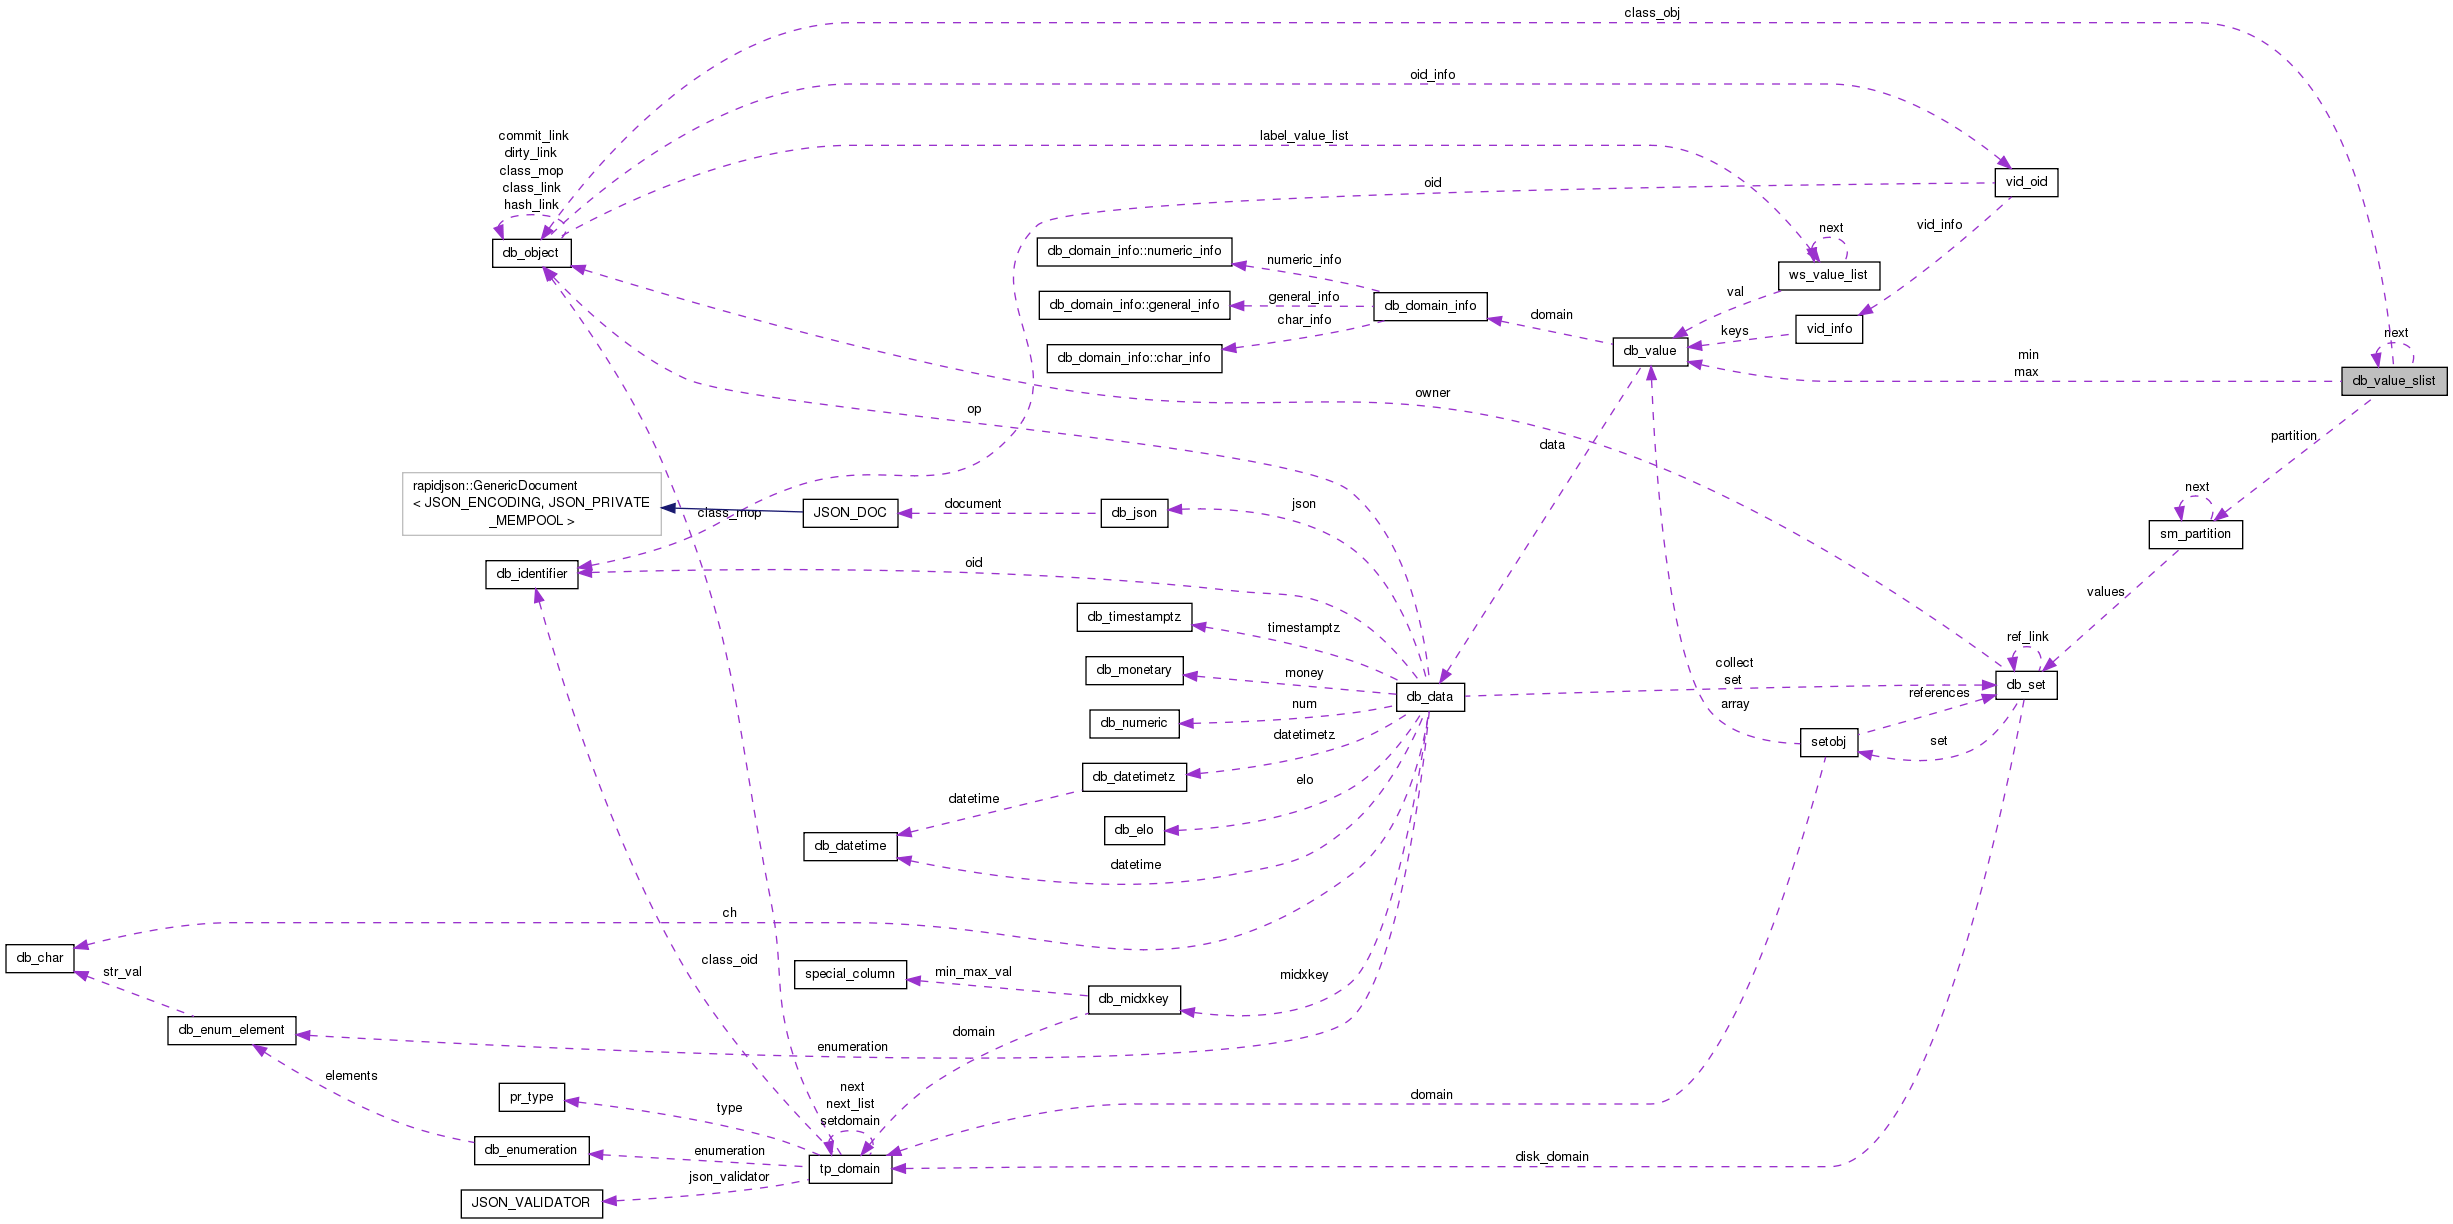 class_obj
oid_info
commit_link
dirty_link
class_mop
class_link
hash_link
label_value_list
oid
vid_oid
vid_info
next
db_object
db_domain_info::numeric_info
numeric_info
ws_value_list
db_domain_info::general_info
general_info
db_domain_info
val
domain
keys
vid_info
char_info
db_domain_info::char_info
db_value
next
min
max
db_value_slist
op
owner
data
partition
rapidjson::GenericDocument
< JSON_ENCODING, JSON_PRIVATE
_MEMPOOL >
class_mop
JSON_DOC
document
db_json
json
next
sm_partition
db_identifier
oid
values
db_timestamptz
timestamptz
ref_link
db_monetary
money
db_data
collect
set
db_set
references
array
db_numeric
num
datetimetz
setobj
set
db_datetimetz
elo
datetime
db_elo
db_datetime
datetime
ch
db_char
str_val
class_oid
special_column
min_max_val
db_midxkey
midxkey
db_enum_element
domain
enumeration
elements
pr_type
type
next
next_list
setdomain
domain
db_enumeration
enumeration
tp_domain
disk_domain
json_validator
JSON_VALIDATOR